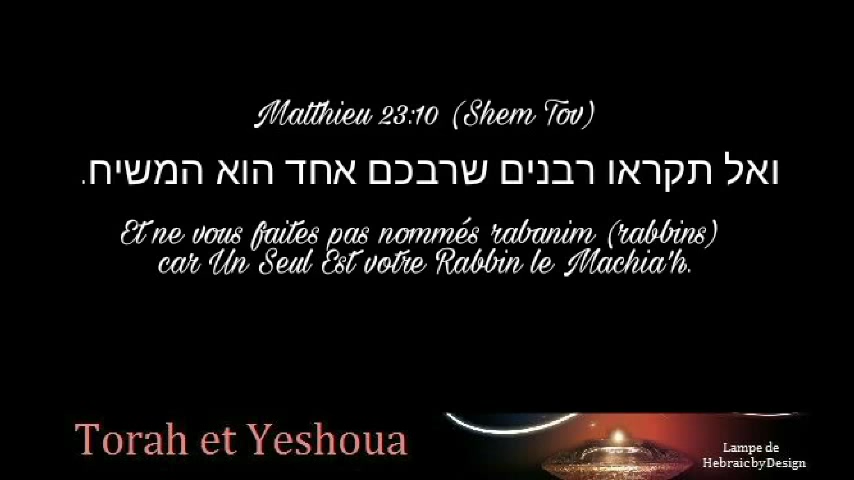 Matthieu 23:10 (Shem Tov)
ואל תקראו רבנים שרבכם אחד הוא המשיח.
Et ne vous faites pas nommés rabanim (rabbins)
car Un Seul Est votre Rabbin le Machia'h.
Torah et Yeshoua
Lampe de
HebraicbyDesign